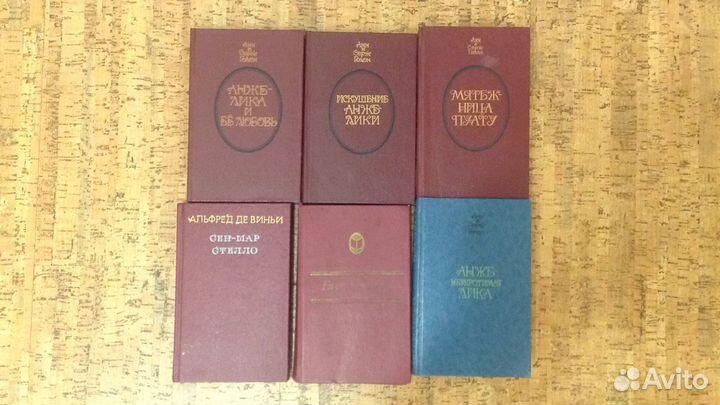 Анн и
Серж
Голон
АНЖЕ-
ЛИКА И
ЕЁ ЛЮБОВЬ
Анн и
Серж
Голон
ИСКУШЕНИЕ
АНЖЕ
ЛИКИ
Анн и
Серж
Голон
МЯТЕЖ-
НИЦА
ПУАТУ
АЛЬФРЕД ДЕ ВИНЬИ
СЕН-МАР
СТЕЛЛО
АНЖЕ
НЕУКРОТИМАЯ
ЛИКА
Avito